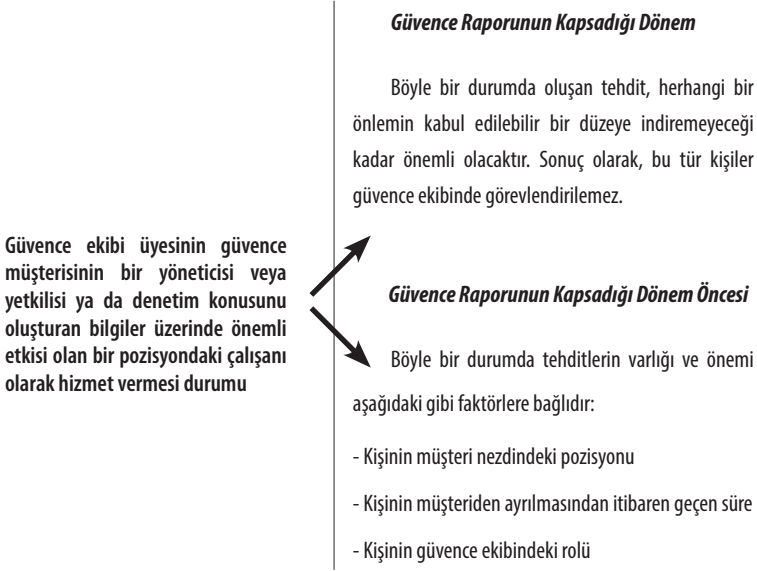 Güvence ekibi üyesinin güvence
müşterisinin bir yöneticisi veya
yetkilisi ya da denetim konusunu
oluşturan bilgiler üzerinde önemli
etkisi olan bir pozisyondaki çalışanı
olarak hizmet vermesi durumu
Güvence Raporunun Kapsadığı Dönem
Böyle bir durumda oluşan tehdit, herhangi bir
önlemin kabul edilebilir bir düzeye indiremeyeceği
kadar önemli olacaktır. Sonuç olarak, bu tür kişiler
güvence ekibinde görevlendirilemez.
Güvence Raporunun Kapsadığı Dönem Öncesi
Böyle bir durumda tehditlerin varlığı ve önemi
aşağıdaki gibi faktörlere bağlıdır:
- Kişinin müşteri nezdindeki pozisyonu
- Kişinin müşteriden ayrılmasından itibaren geçen süre
- Kişinin güvence ekibindeki rolü